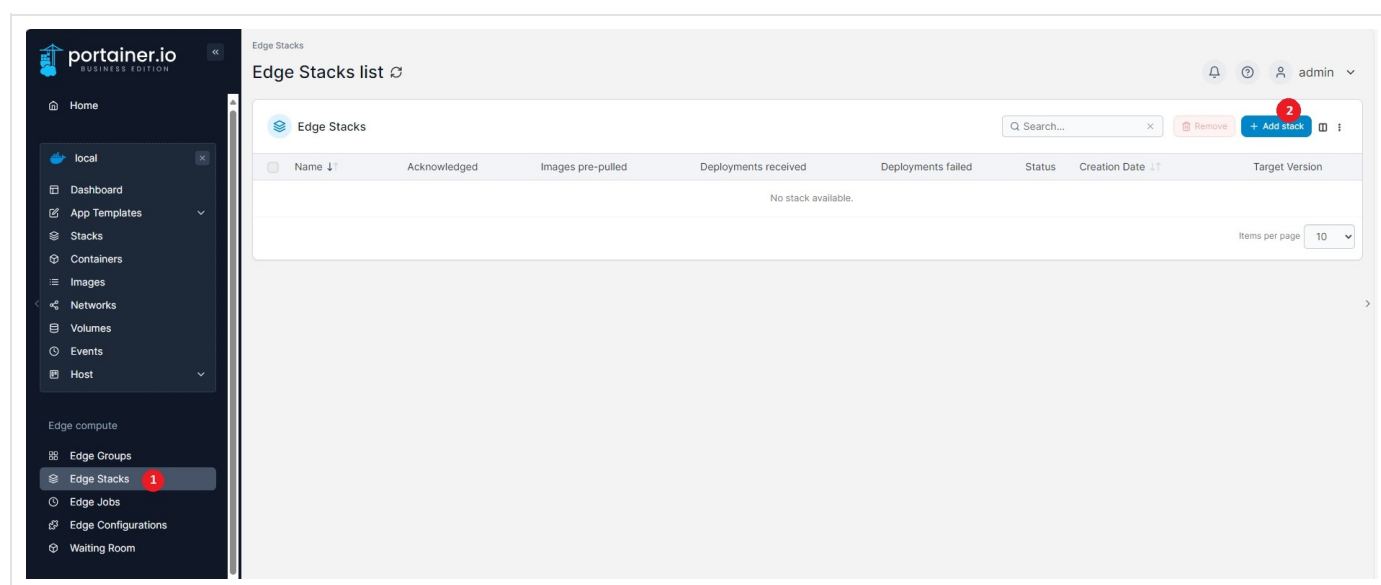 portainer.io
BUSINESS EDITION
Home
local
Dashboard
App Templates
Stacks
Containers
Images
Networks
Volumes
Events
Host
Edge compute
Edge Groups
Edge Stacks 1
Edge Jobs
Edge Configurations
Waiting Room
Edge Stacks
Edge Stacks list
admin
2
Edge Stacks
Search...
Remove
+ Add stack
Name Acknowledged Images pre-pulled Deployments received Deployments failed Status Creation Date Target Version
No stack available.
Items per page 10